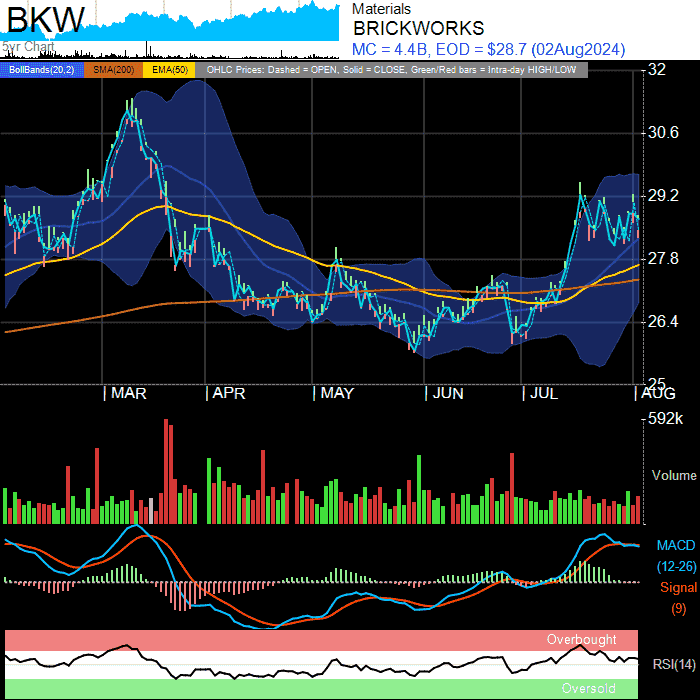 BKW
5yr Chart
Materials
BRICKWORKS
MC = 4.4B, EOD = $28.7 (02Aug2024)
BollBands(20,2) SMA(200) EMA(50) OHLC Prices: Dashed = OPEN, Solid = CLOSE, Green/Red bars = Intra-day HIGH/LOW
32
30.6
29.2
27.8
26.4
25
MAR APR MAY JUN JUL AUG
592k
Volume
MACD
(12-26)
Signal
(9)
Overbought
RSI(14)
Oversold